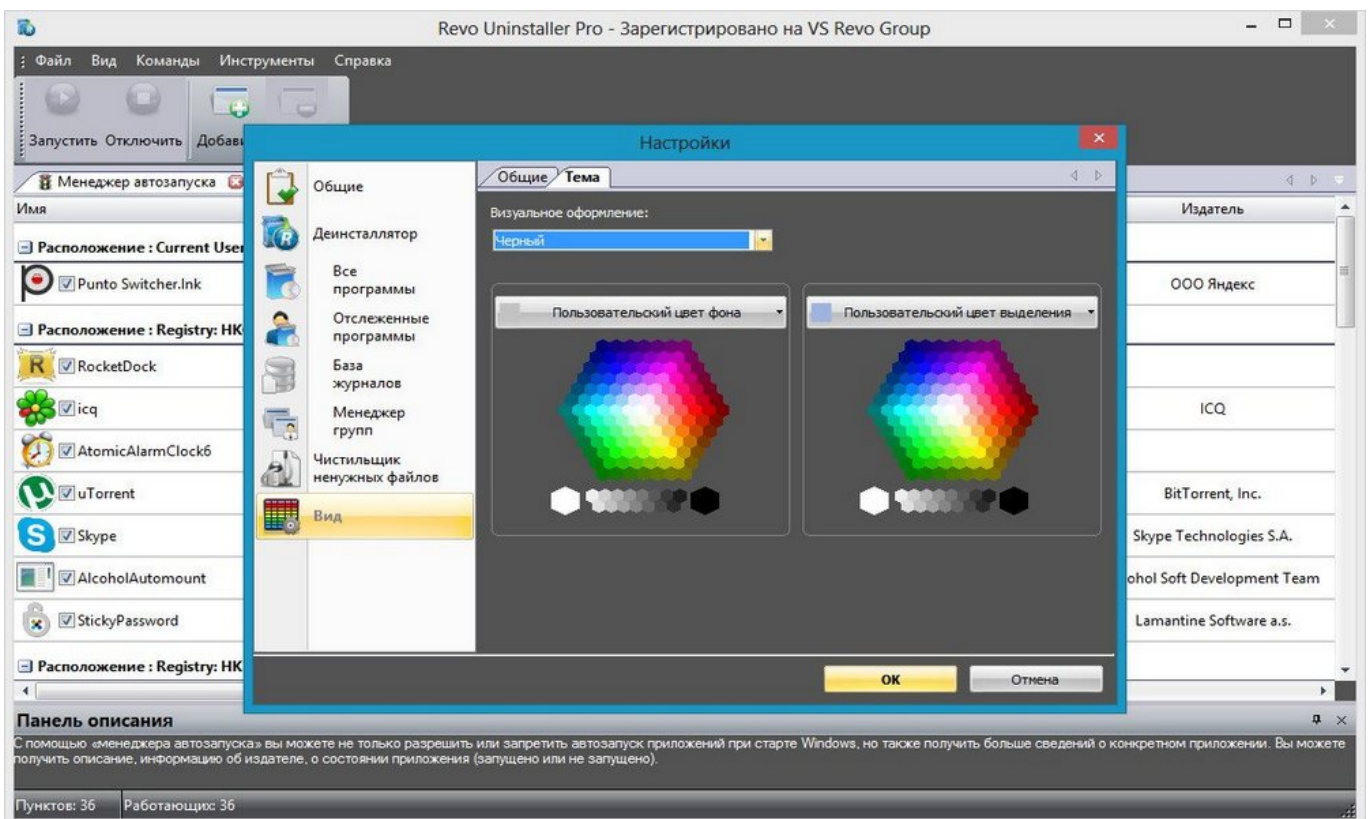 Revo Uninstaller Pro - Зарегистрировано на VS Revo Group
Файл Вид Команды Инструменты Справка
Запустить Отключить Добави
Менеджер автозапуска
Имя
Издатель
Расположение : Current User
Punto Switcher.lnk
ООО Яндекс
Расположение : Registry: HK
RocketDock
icq
ICQ
AtomicAlarmClock6
uTorrent
BitTorrent, Inc.
Skype
Skype Technologies S.A.
AlcoholAutomount
ohol Soft Development Team
StickyPassword
Lamantine Software a.s.
Расположение : Registry: HK
Настройки
Общие
Деинсталлятор
Все
программы
Отслеженные
программы
База
журналов
Менеджер
групп
Чистильщик
ненужных файлов
Вид
Общие Тема
Визуальное оформление:
Черный
Пользовательский цвет фона
Пользовательский цвет выделения
ОК
Отмена
Панель описания
С помощью «менеджера автозапуска» вы можете не только разрешить или запретить автозапуск приложений при старте Windows, но также получить больше сведений о конкретном приложении. Вы можете
получить описание, информацию об издателе, о состоянии приложения (запущено или не запущено).
Пунктов: 36 Работающих: 36